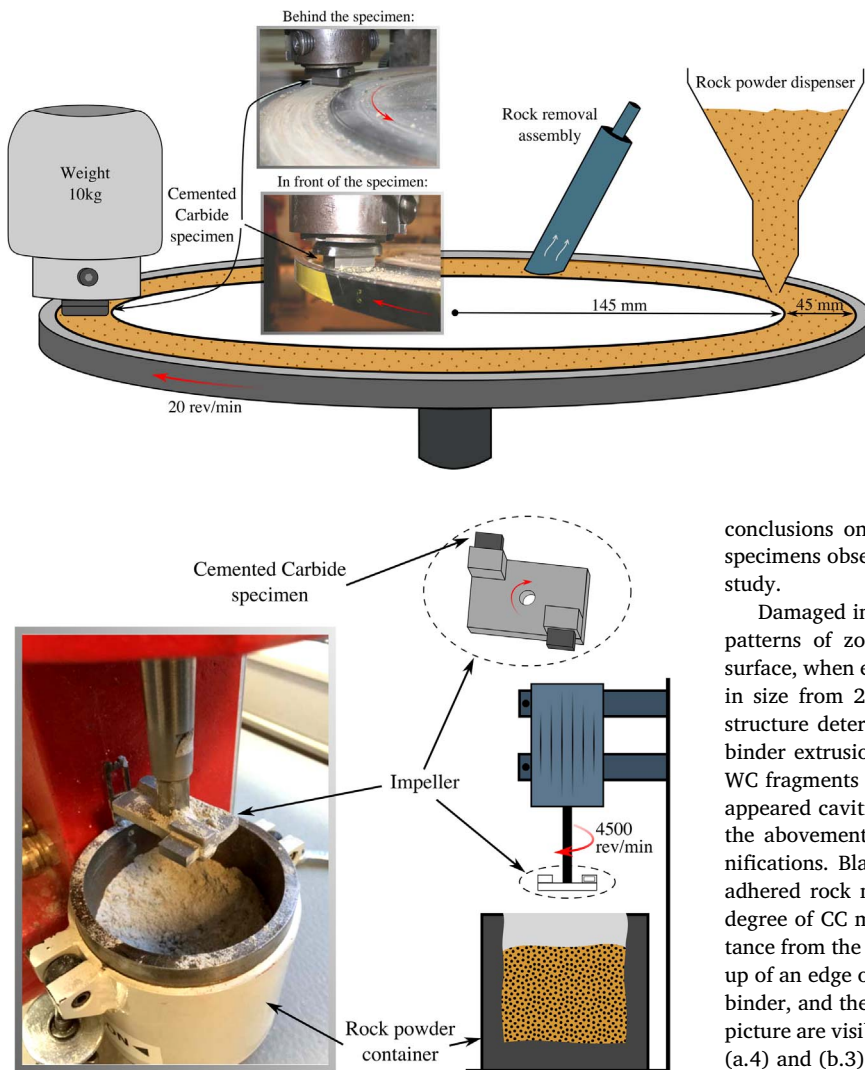 Behind the specimen:
Rock powder dispenser
Rock removal
assembly
Weight
10kg
In front of the specimen:
Cemented
Carbide
specimen
145 mm
45 mm
20 rev/min
Cemented Carbide
specimen
Impeller
4500
rev/min
Rock powder
container
conclusions on
specimens obse
study.
Damaged in
patterns of zo
surface, when e
in size from 2
structure deter
binder extrusio
WC fragments
appeared caviti
the abovement
nifications. Bla
adhered rock r
degree of CC m
tance from the
up of an edge o
binder, and the
picture are visil
(a.4) and (b.3)